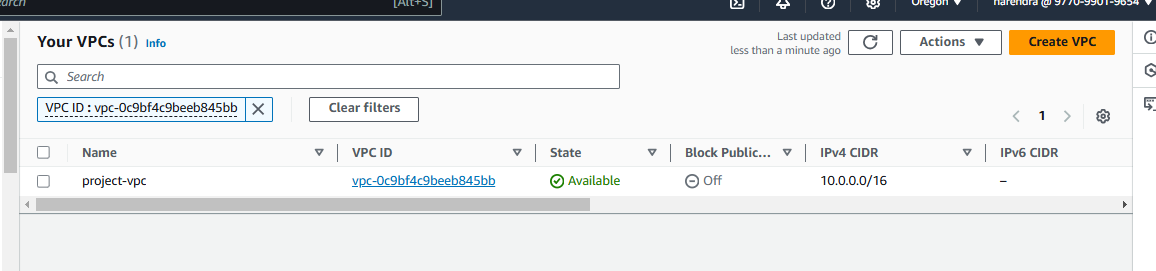 [Alt+S]
Oregon ▼
narendra @ 9770-9901-9654 ▼
Your VPCs (1) Info
Last updated
less than a minute ago
Actions ▼
Create VPC
Search
VPC ID : vpc-0c9bf4c9beeb845bb
Clear filters
1
Name VPC ID State Block Public... IPv4 CIDR IPv6 CIDR
project-vpc vpc-0c9bf4c9beeb845bb Available Off 10.0.0.0/16 –